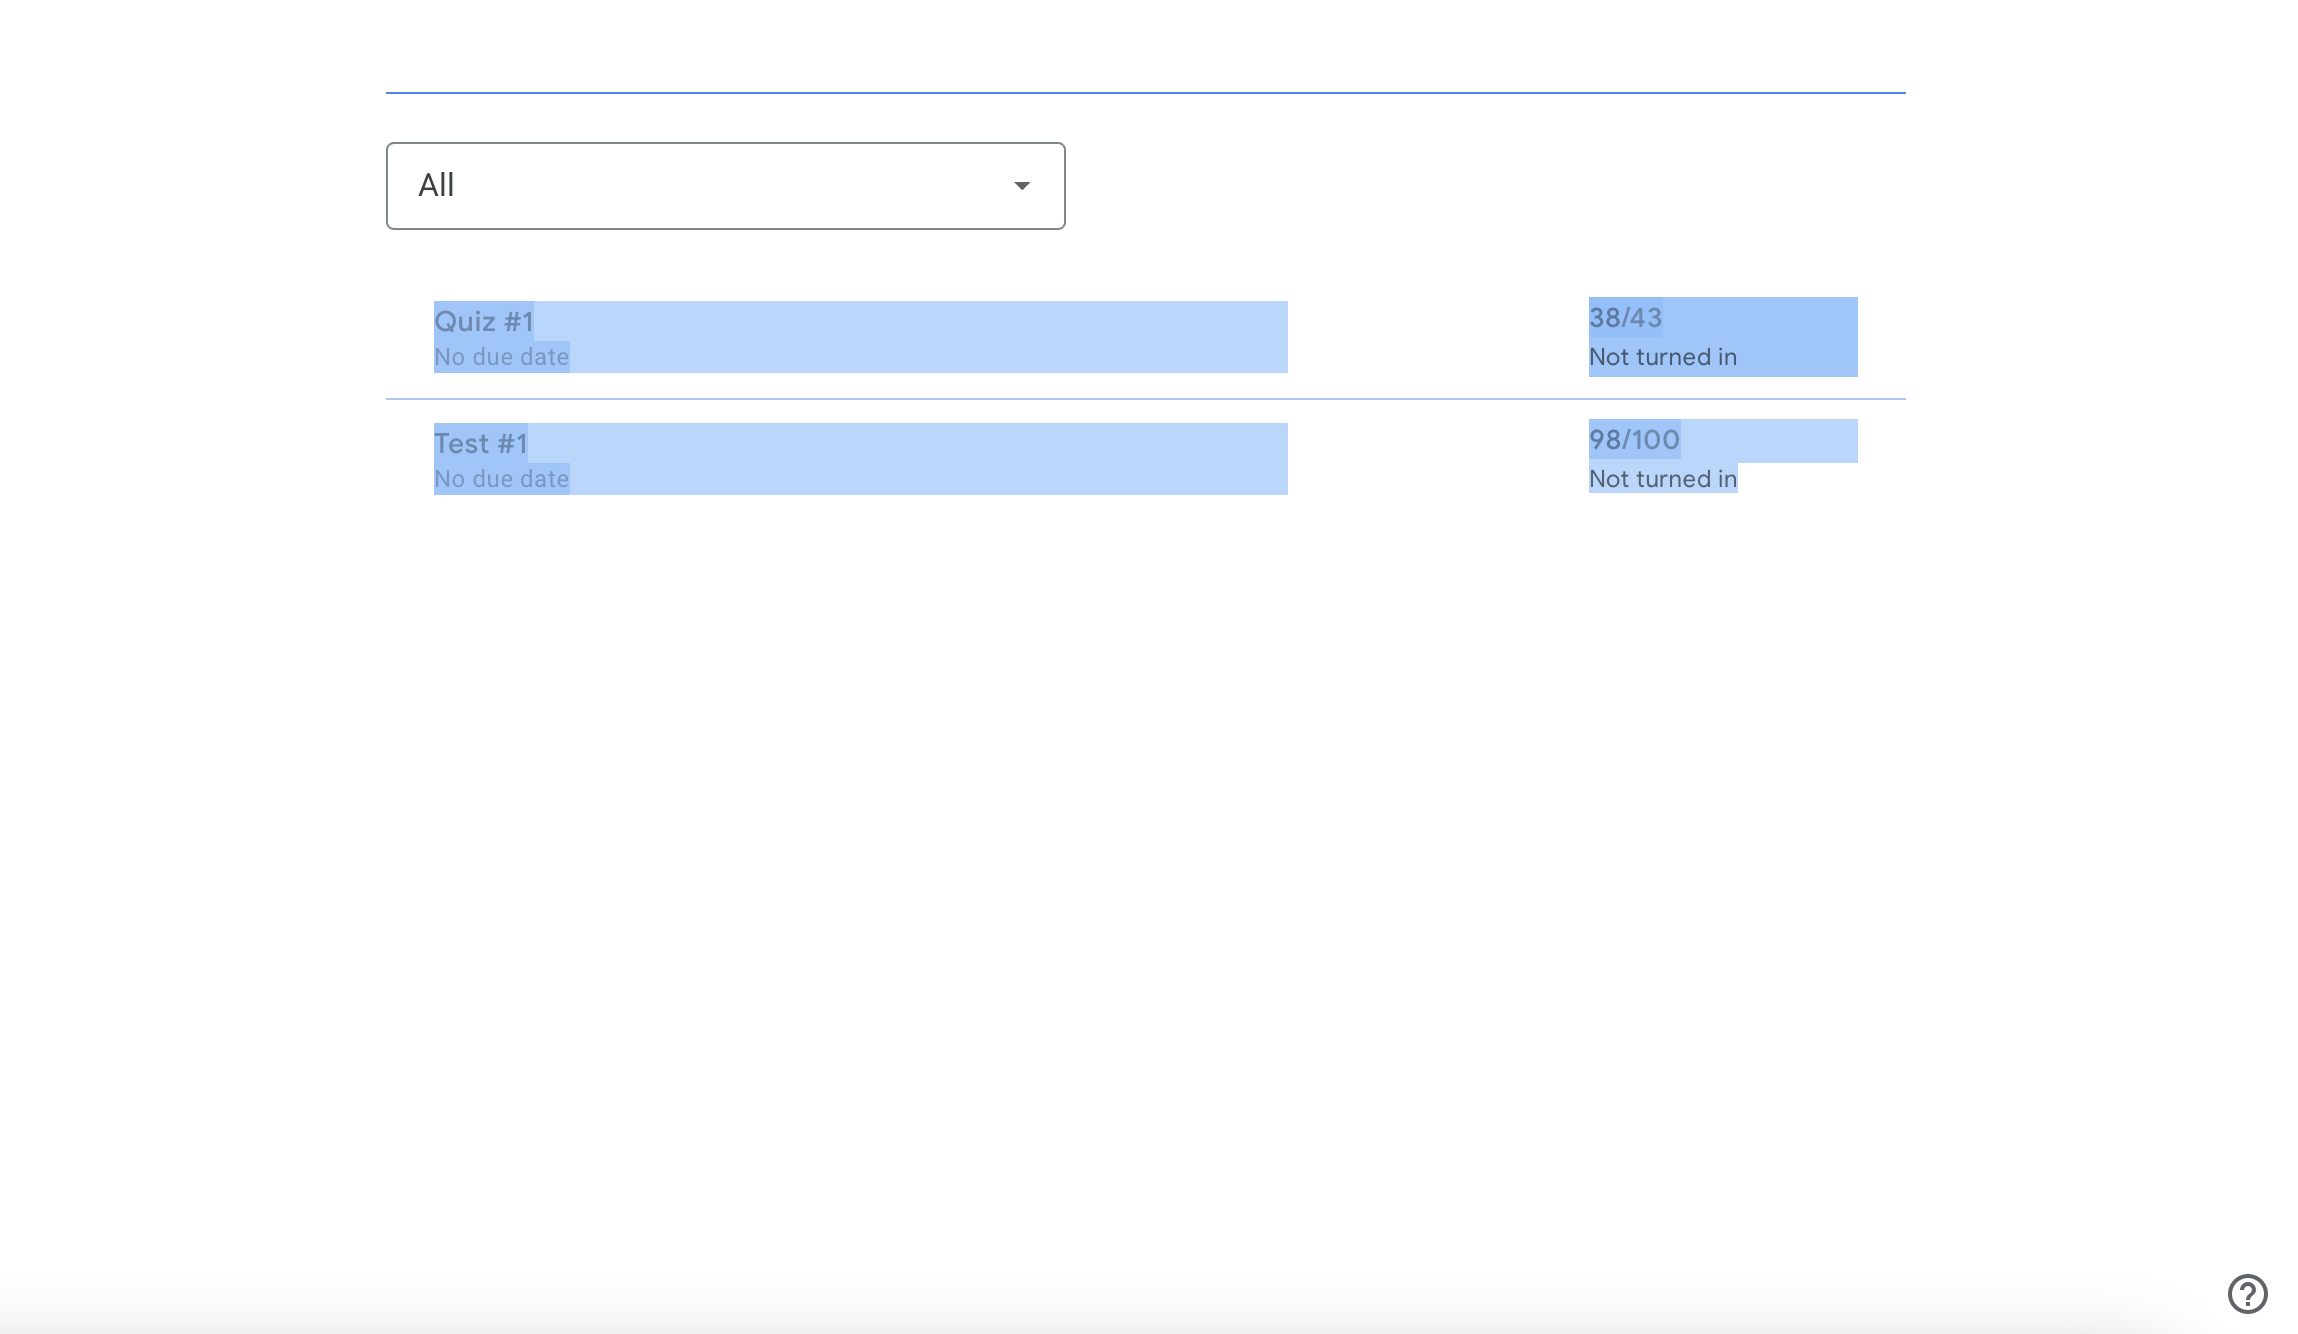 All
Quiz #1
38/43
No due date
Not turned in
Test #1
98/100
No due date
Not turned in